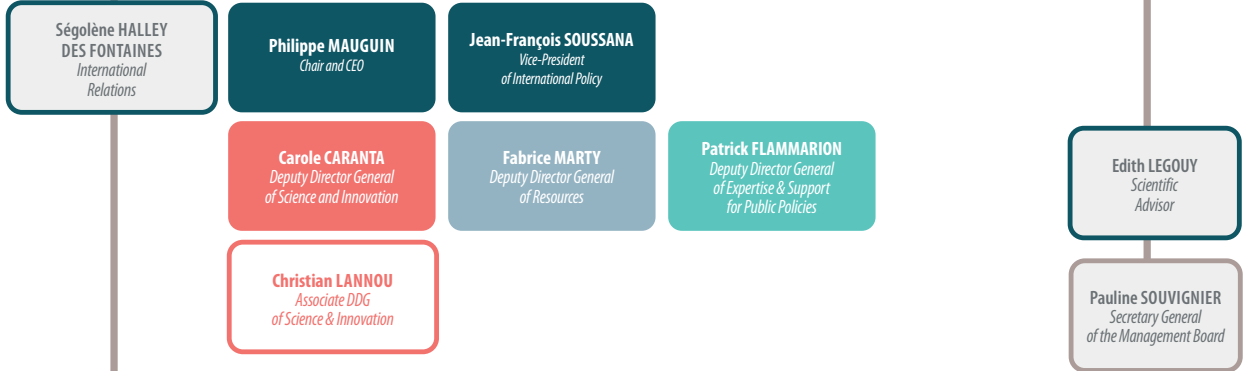 Ségolène HALLEY
DES FONTAINES
International
Relations
Philippe MAUGUIN
Chair and CEO
Jean-François SOUSSANA
Vice-President
of International Policy
Carole CARANTA
Deputy Director General
of Science and Innovation
Fabrice MARTY
Deputy Director General
of Resources
Patrick FLAMMARION
Deputy Director General
of Expertise & Support
for Public Policies
Edith LEGOUY
Scientific
Advisor
Christian LANNOU
Associate DDG
of Science & Innovation
Pauline SOUVIGNIER
Secretary General
of the Management Board